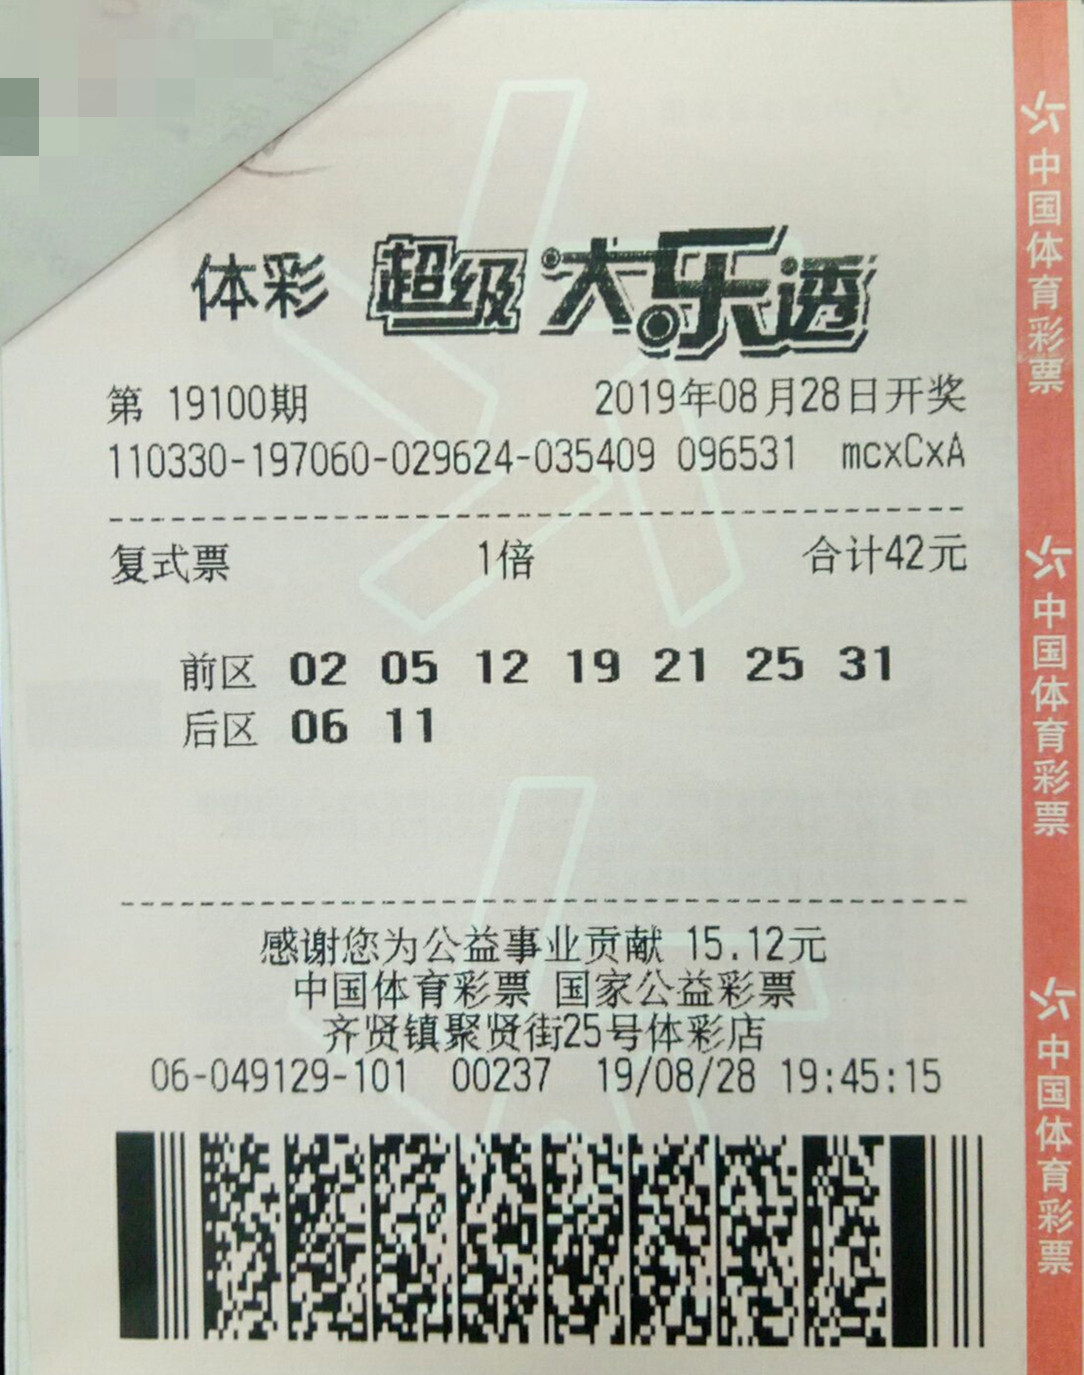 体彩 超级大乐透
第 19100期 2019年08月28日开奖
110330-197060-029624-035409 096531 mcxCxA
复式票 1倍 合计42元
前区 02 05 12 19 21 25 31
后区 06 11
感谢您为公益事业贡献 15.12元
中国体育彩票 国家公益彩票
齐贤镇聚贤街25号体彩店
06-049129-101 00237 19/08/28 19:45:15
中国体育彩票
中国体育彩票
中国体育彩票